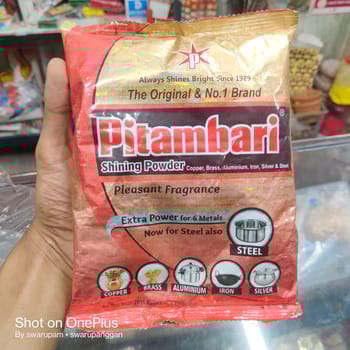 P
Always Shines Bright Since 1989
The Original & No.1 Brand
Pitambari®
Shining Powder Copper, Brass, Aluminium, Iron, Silver & Steel
Pleasant Fragrance
Extra Power for 6 Metals
Now for Steel also
STEEL
COPPER
BRASS
ALUMINIUM
IRON
SILVER
Shot on OnePlus
By swarupam • swarupanggan